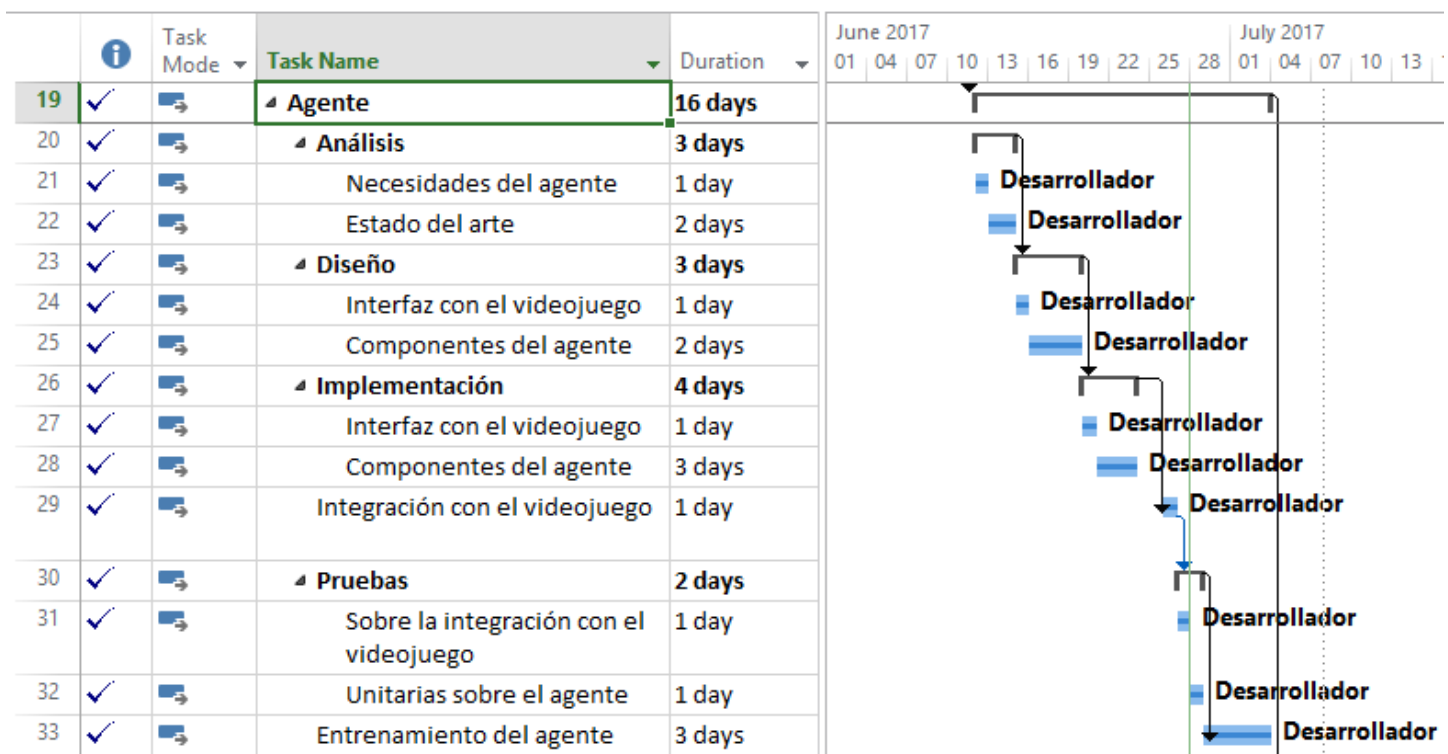 Task Mode Task Name Duration
June 2017 July 2017
01 04 07 10 13 16 19 22 25 28 01 04 07 10 13
19 Agente 16 days
20 Análisis 3 days
21 Necesidades del agente 1 day Desarrollador
22 Estado del arte 2 days Desarrollador
23 Diseño 3 days
24 Interfaz con el videojuego 1 day Desarrollador
25 Componentes del agente 2 days Desarrollador
26 Implementación 4 days
27 Interfaz con el videojuego 1 day Desarrollador
28 Componentes del agente 3 days Desarrollador
29 Integración con el videojuego 1 day Desarrollador
30 Pruebas 2 days
31 Sobre la integración con el 1 day Desarrollador
videojuego
32 Unitarias sobre el agente 1 day Desarrollador
33 Entrenamiento del agente 3 days Desarrollador